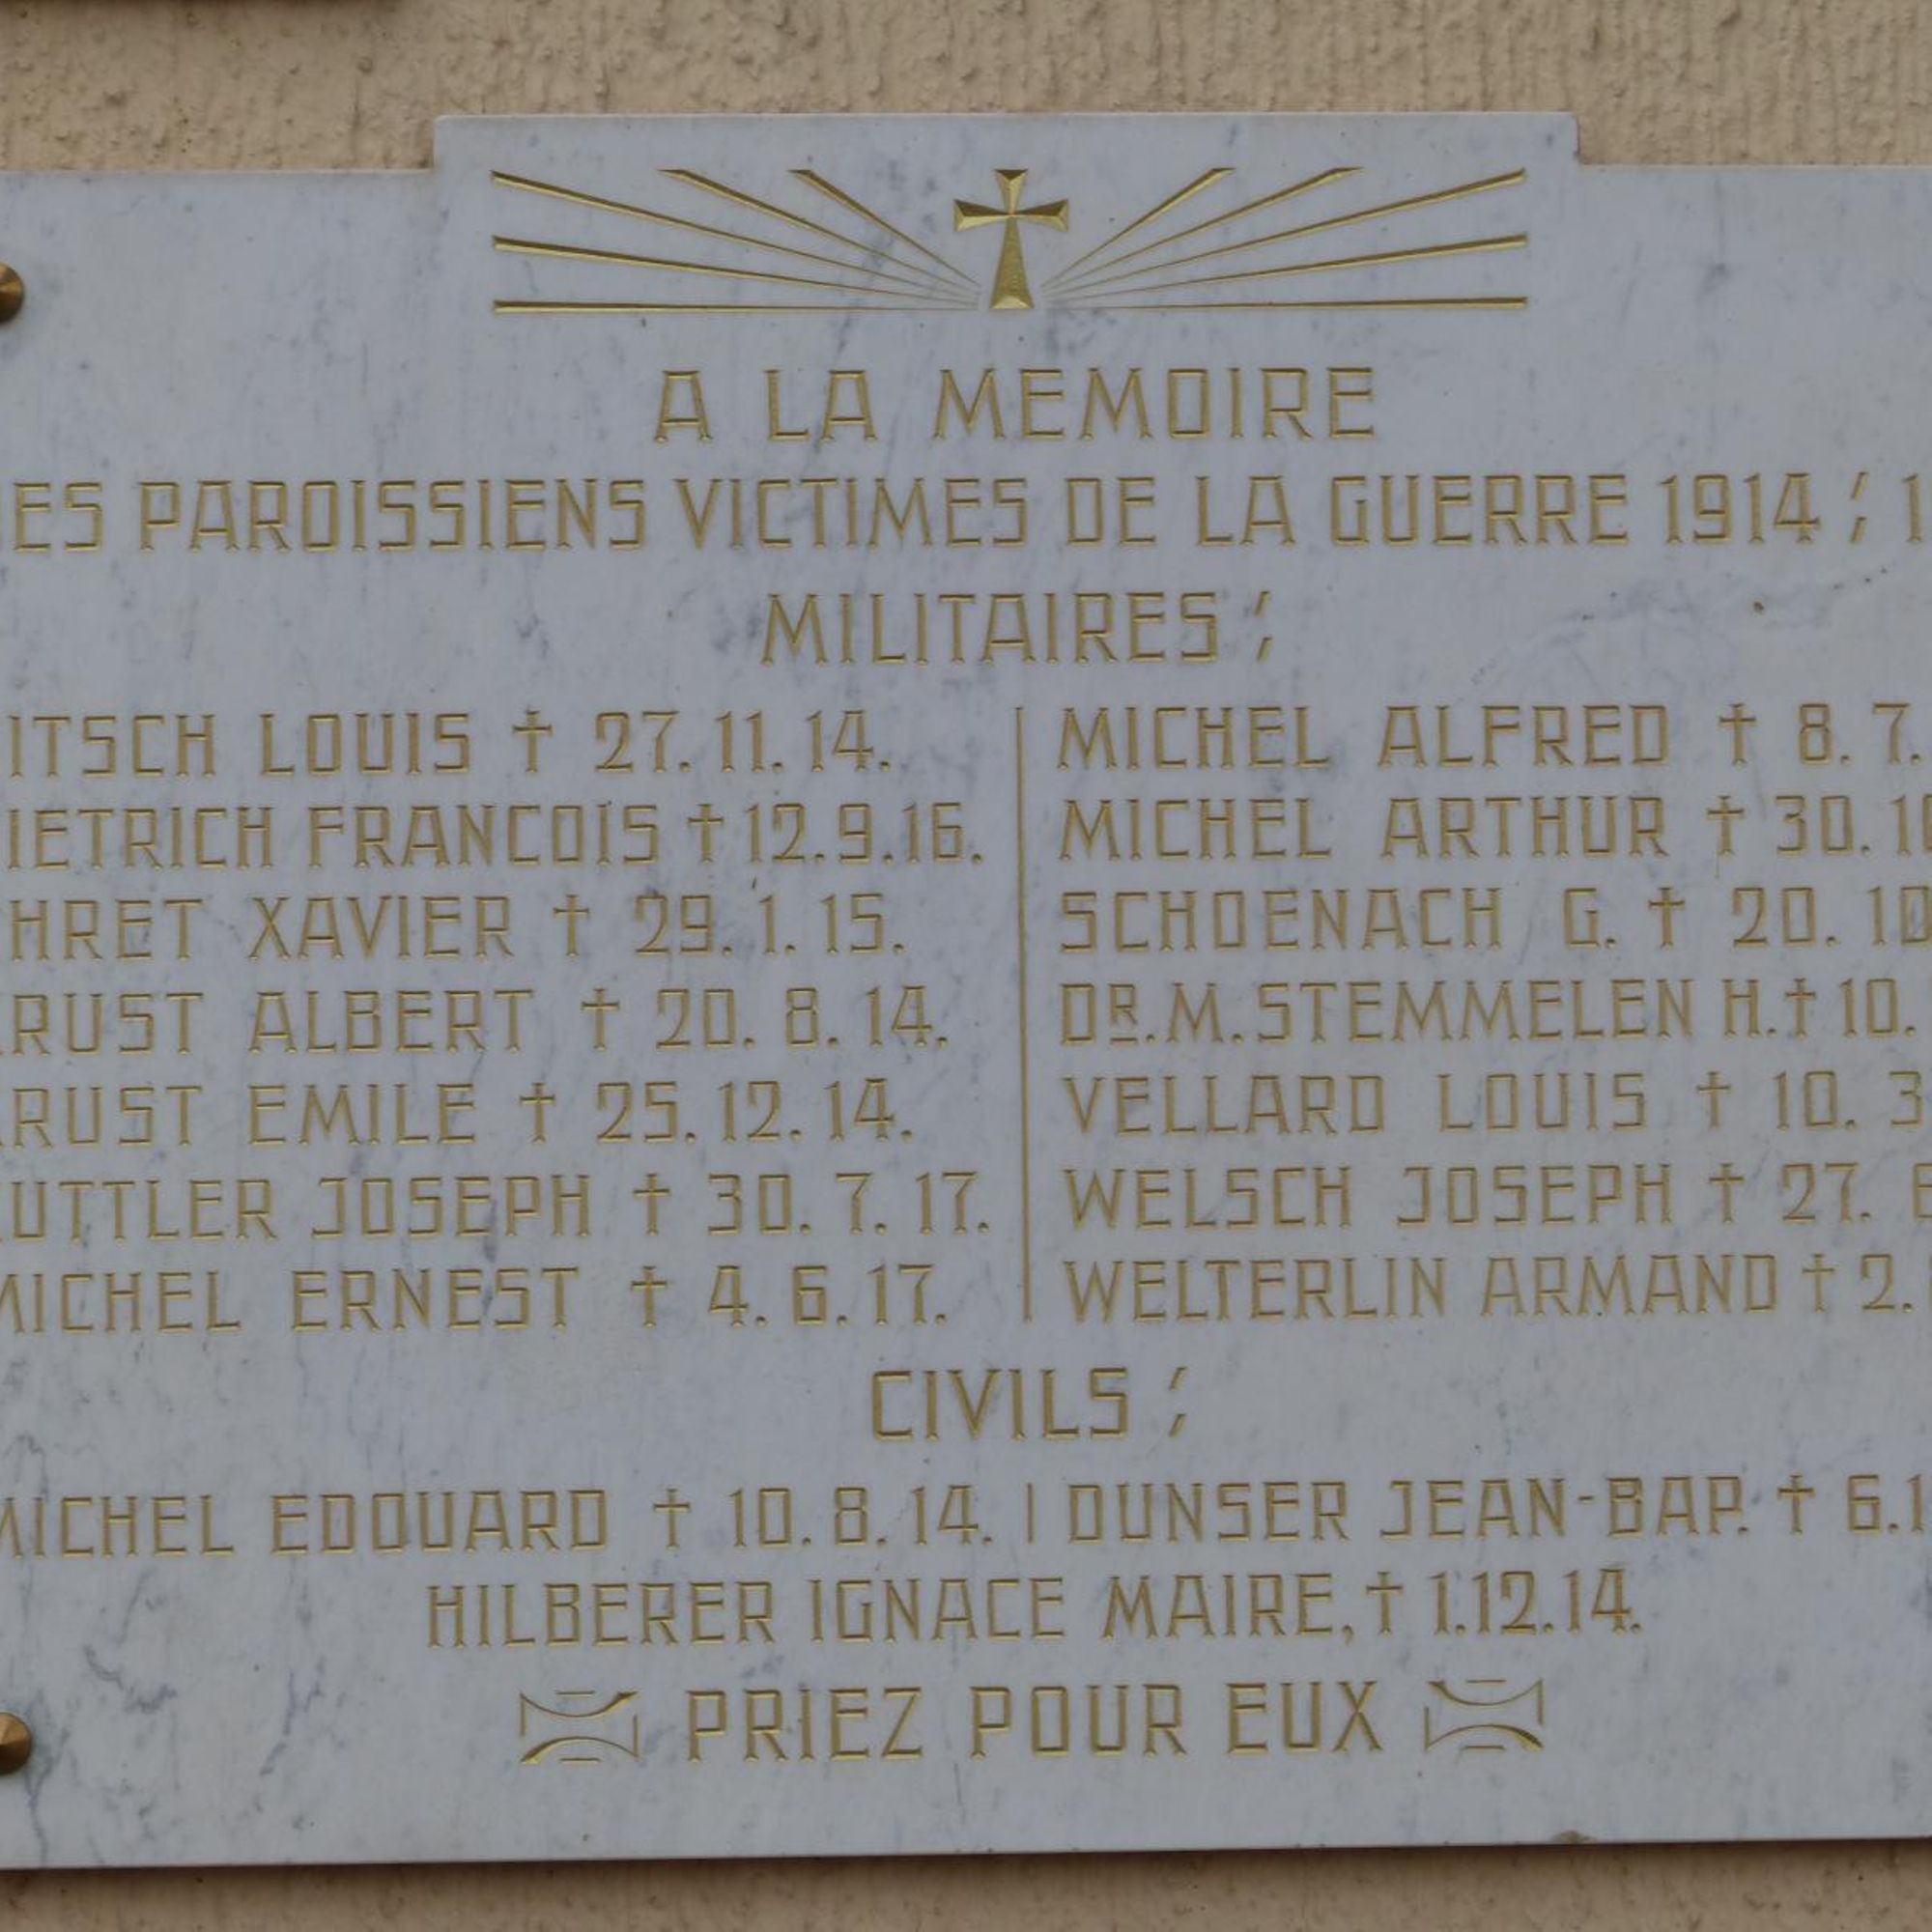 A LA MEMOIRE
ES PAROISSIENS VICTIMES DE LA GUERRE 1914 ; 1
MILITAIRES ;
ITSCH LOUIS † 27. 11. 14.
IETRICH FRANCOIS † 12. 9. 16.
HRET XAVIER † 29. 1. 15.
RUST ALBERT † 20. 8. 14.
RUST EMILE † 25. 12. 14.
UTTLER JOSEPH † 30. 7. 17.
MICHEL ERNEST † 4. 6. 17.
MICHEL ALFRED † 8. 7.
MICHEL ARTHUR † 30. 10
SCHOENACH G. † 20. 10
DR. M. STEMMELEN H. † 10.
VELLARD LOUIS † 10. 3
WELSCH JOSEPH † 27.
WELTERLIN ARMAND † 2.
CIVILS ;
MICHEL EDOUARD † 10. 8. 14. | DUNSER JEAN-BAP. † 6.1
HILBERER IGNACE MAIRE, † 1.12.14.
PRIEZ POUR EUX